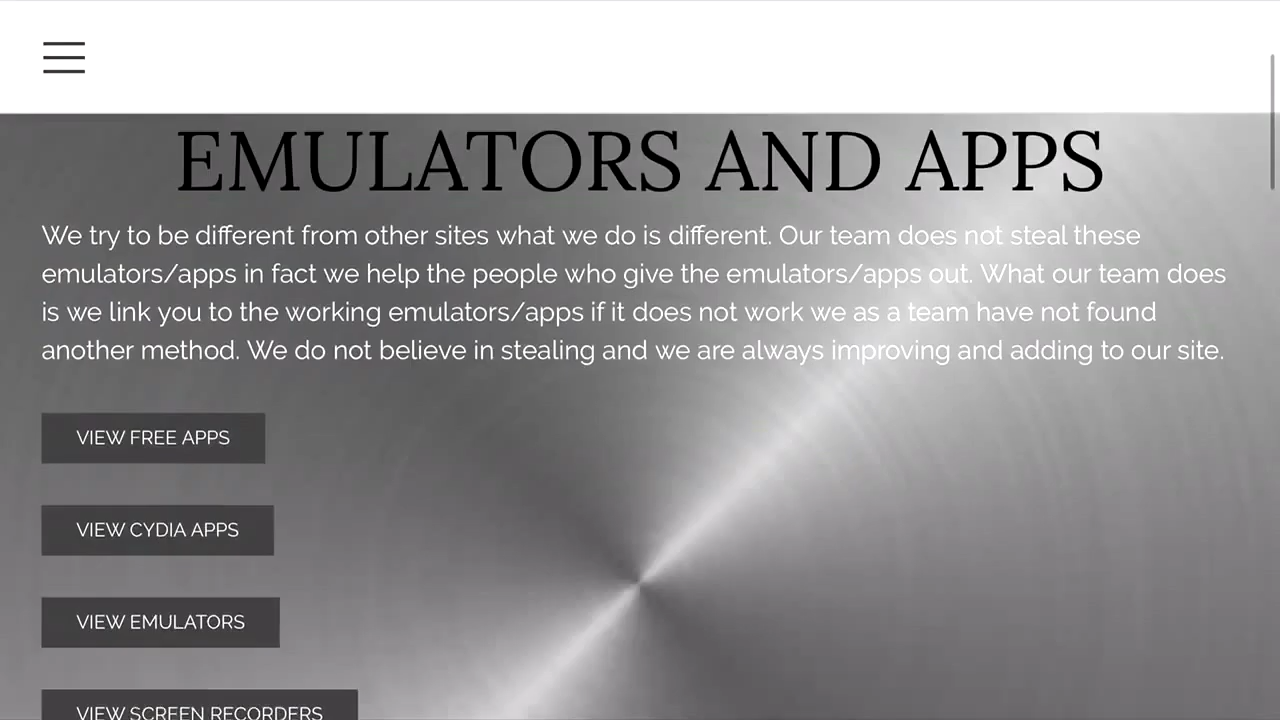 EMULATORS AND APPS
We try to be different from other sites what we do is different. Our team does not steal these
emulators/apps in fact we help the people who give the emulators/apps out. What our team does
is we link you to the working emulators/apps if it does not work we as a team have not found
another method. We do not believe in stealing and we are always improving and adding to our site.
VIEW FREE APPS
VIEW CYDIA APPS
VIEW EMULATORS
VIEW SCREEN RECORDERS